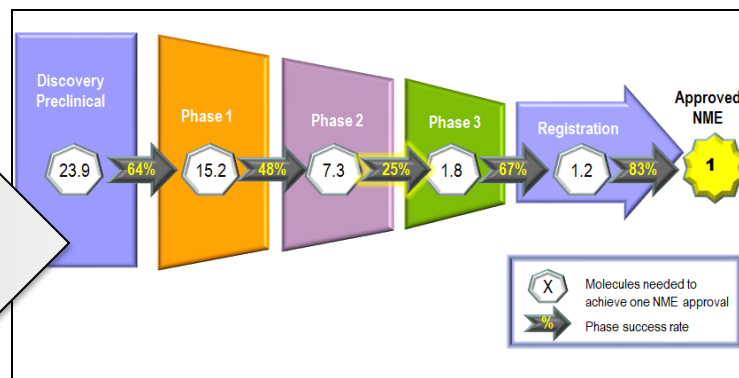 Discovery
Preclinical
Phase 1
Phase 2
Phase 3
Registration
Approved
NME
23.9
64%
15.2
48%
7.3
25%
1.8
67%
1.2
83%
1
X
Molecules needed to
achieve one NME approval
%
Phase success rate